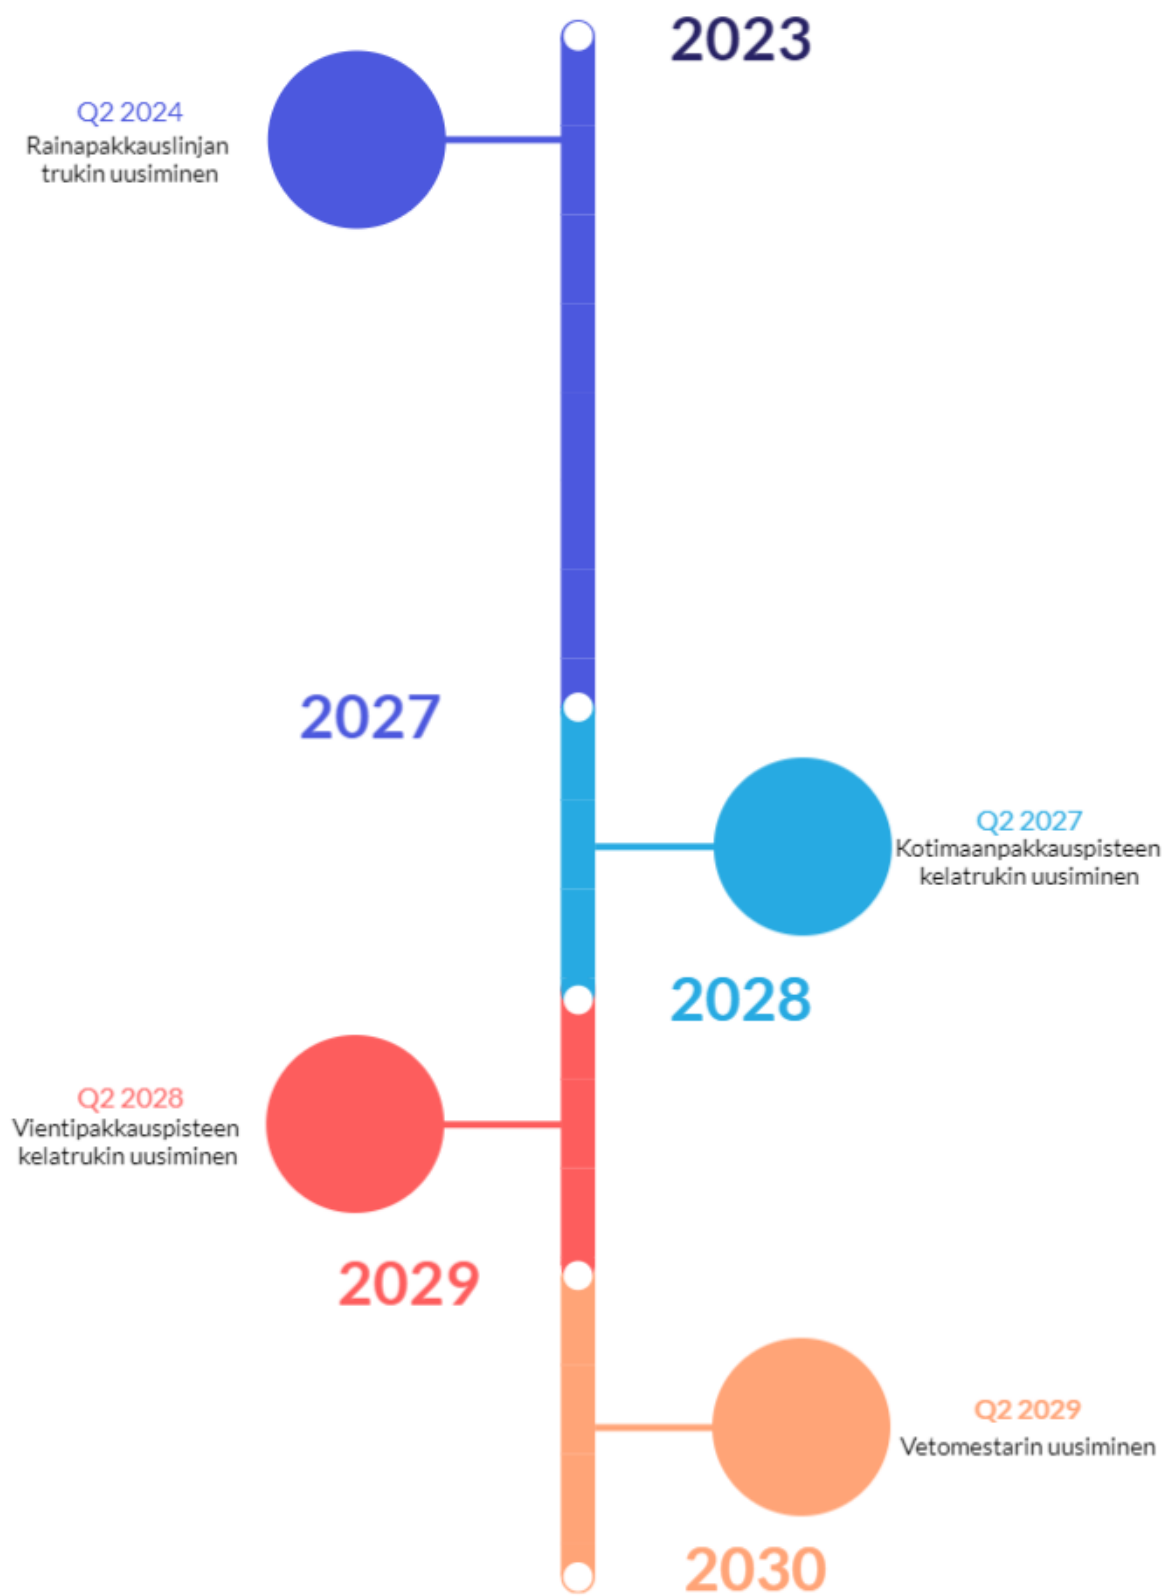 2023
Q2 2024
Rainapakkauslinjan
trukin uusiminen
2027
Q2 2027
Kotimaanpakkauspisteen
kelatrukin uusiminen
2028
Q2 2028
Vientipakkauspisteen
kelatrukin uusiminen
2029
Q2 2029
Vetomestarin uusiminen
2030